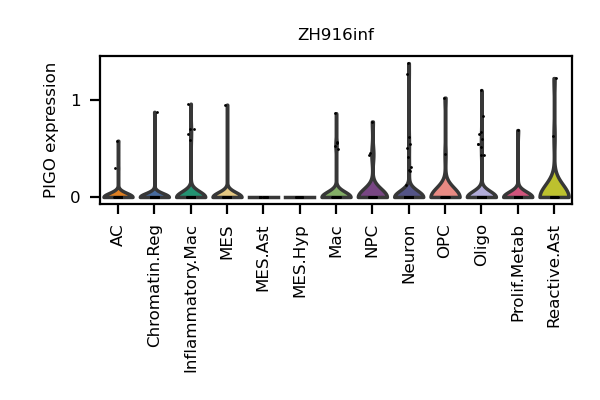 ZH916inf
PIGO expression
1
0
AC
Chromatin.Reg
Inflammatory.Mac
MES
MES.Ast
MES.Hyp
Mac
NPC
Neuron
OPC
Oligo
Prolif.Metab
Reactive.Ast